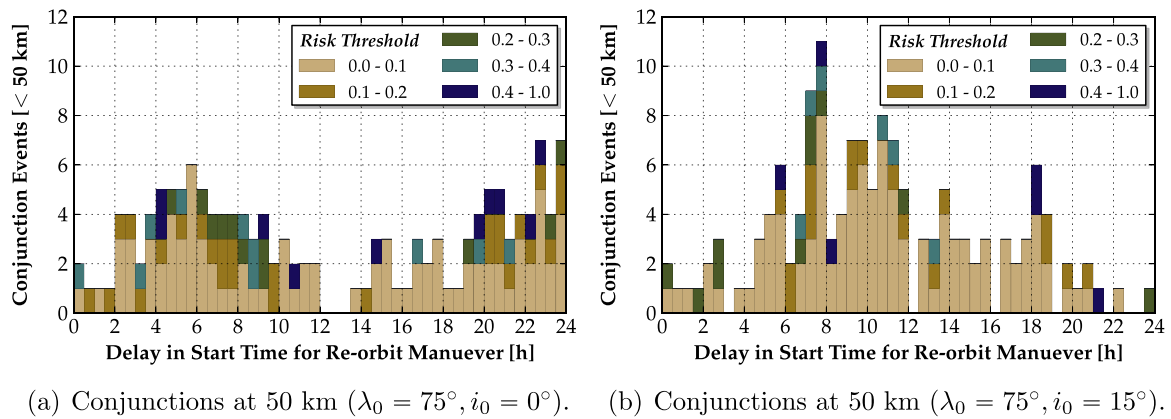 12
10
8
6
4
2
0
Conjunction Events [< 50 km]
Risk Threshold
0.0 - 0.1
0.1 - 0.2
0.2 - 0.3
0.3 - 0.4
0.4 - 1.0
0 2 4 6 8 10 12 14 16 18 20 22 24
Delay in Start Time for Re-orbit Manuever [h]
(a) Conjunctions at 50 km (λ₀ = 75°, i₀ = 0°).
12
10
8
6
4
2
0
Conjunction Events [< 50 km]
Risk Threshold
0.0 - 0.1
0.1 - 0.2
0.2 - 0.3
0.3 - 0.4
0.4 - 1.0
0 2 4 6 8 10 12 14 16 18 20 22 24
Delay in Start Time for Re-orbit Manuever [h]
(b) Conjunctions at 50 km (λ₀ = 75°, i₀ = 15°).